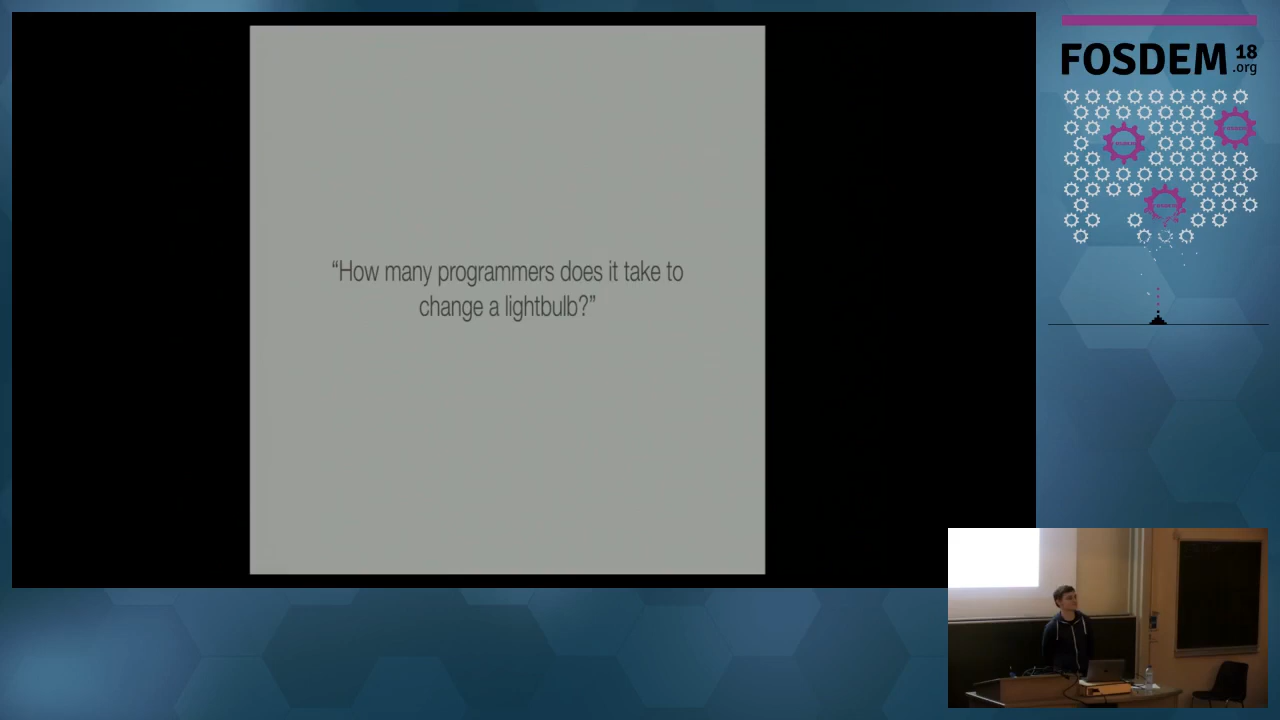 “How many programmers does it take to
change a lightbulb?”
FOSDEM 18
.org